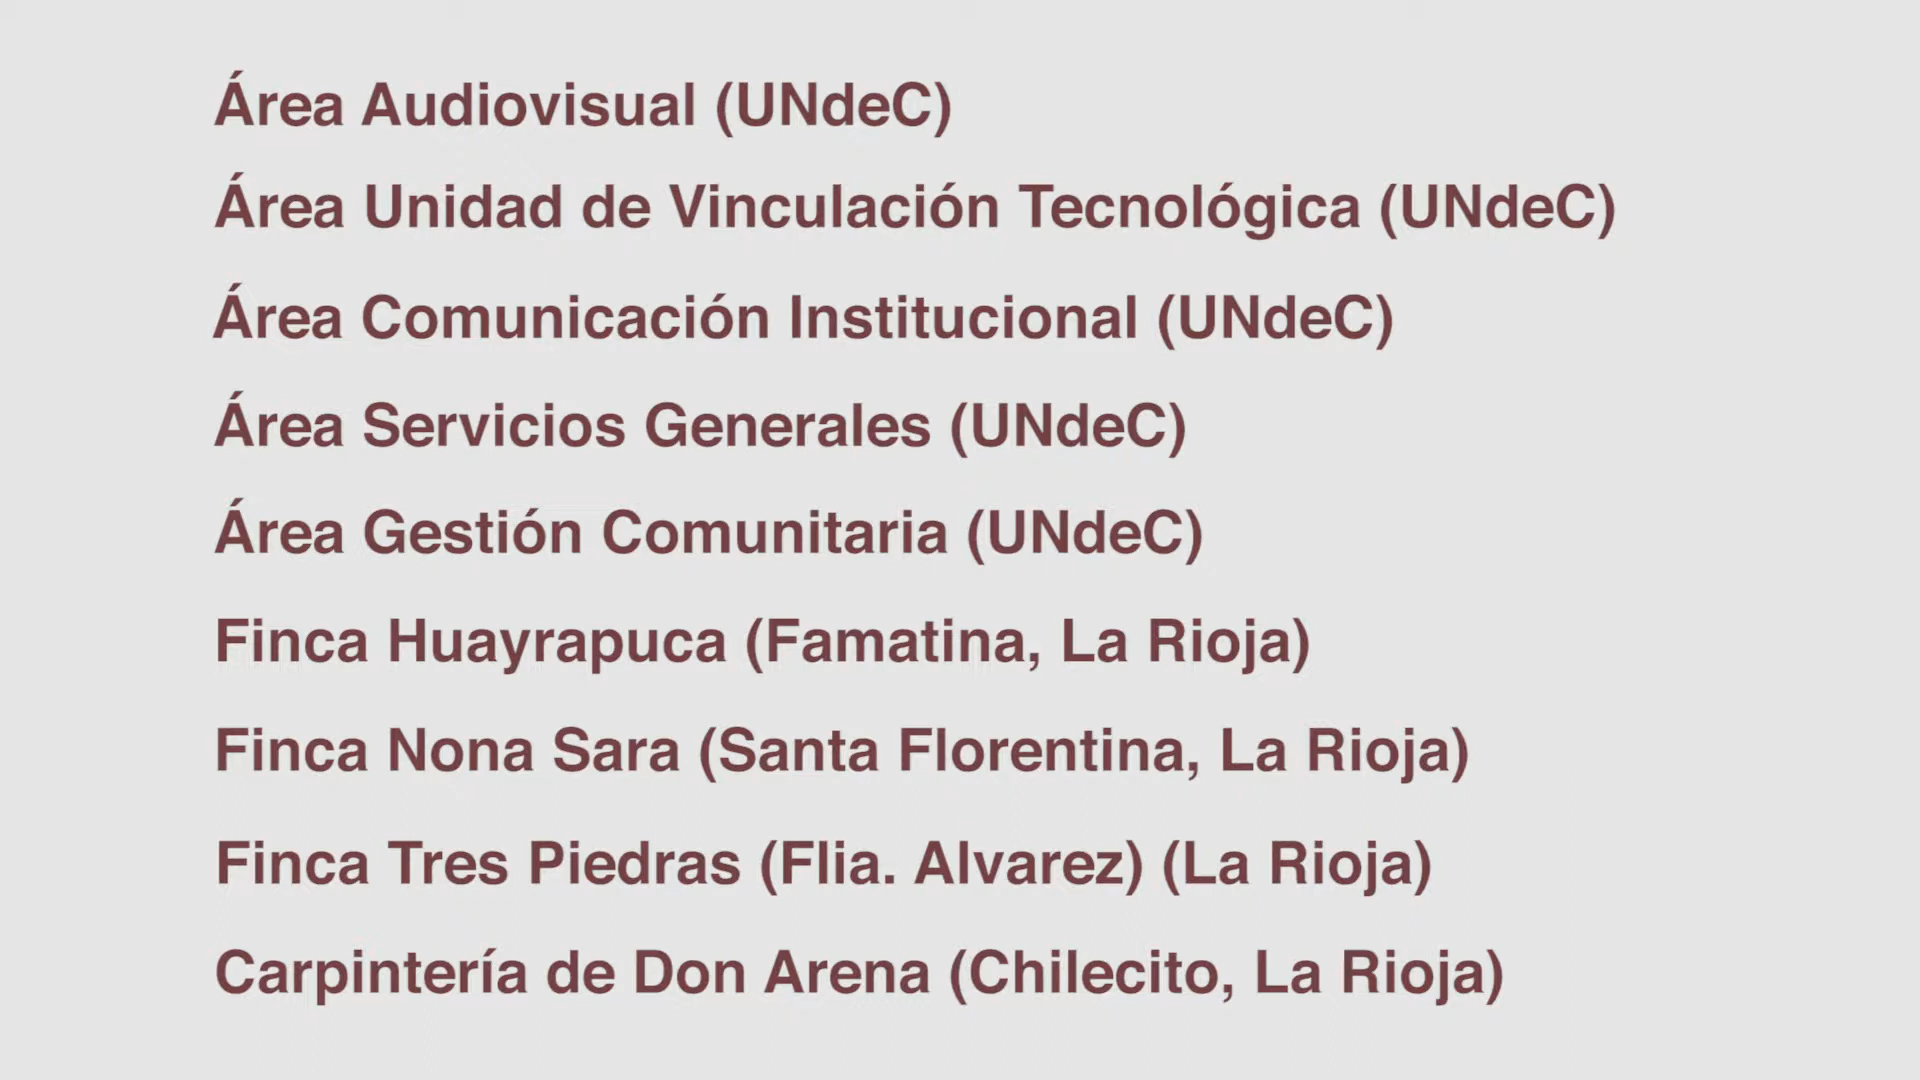 Área Audiovisual (UNdeC)
Área Unidad de Vinculación Tecnológica (UNdeC)
Área Comunicación Institucional (UNdeC)
Área Servicios Generales (UNdeC)
Área Gestión Comunitaria (UNdeC)
Finca Huayrapuca (Famatina, La Rioja)
Finca Nona Sara (Santa Florentina, La Rioja)
Finca Tres Piedras (Flia. Alvarez) (La Rioja)
Carpintería de Don Arena (Chilecito, La Rioja)